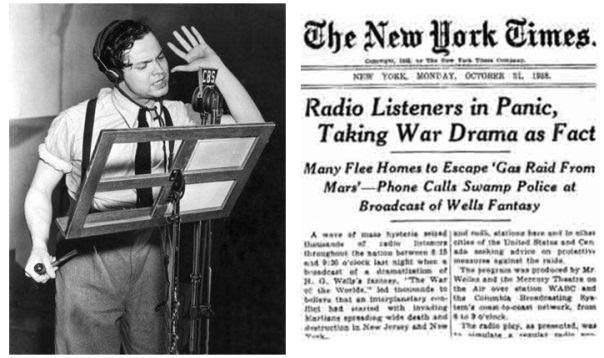 CBS
The New York Times.
Copyright, 1938, by The New York Times Company.
NEW YORK, MONDAY, OCTOBER 31, 1938.
Radio Listeners in Panic,
Taking War Drama as Fact
Many Flee Homes to Escape 'Gas Raid From
Mars'—Phone Calls Swamp Police at
Broadcast of Wells Fantasy
A wave of mass hysteria seized
thousands of radio listeners
throughout the nation between 8:15
and 9:30 o'clock last night when a
broadcast of a dramatization of
H. G. Wells's fantasy, "The War
of the Worlds," led thousands to
believe that an interplanetary con-
flict had started with invading
Martians spreading wide death and
destruction in New Jersey and New
York.
and radio stations here and in other
cities of the United States and Can-
ada seeking advice on protective
measures against the raids.
The program was produced by Mr.
Welles and the Mercury Theatre on
the Air over station WABC and
the Columbia Broadcasting Sys-
tem's coast-to-coast network, from
8 to 9 o'clock.
The radio play, as presented, was
to simulate a regular radio